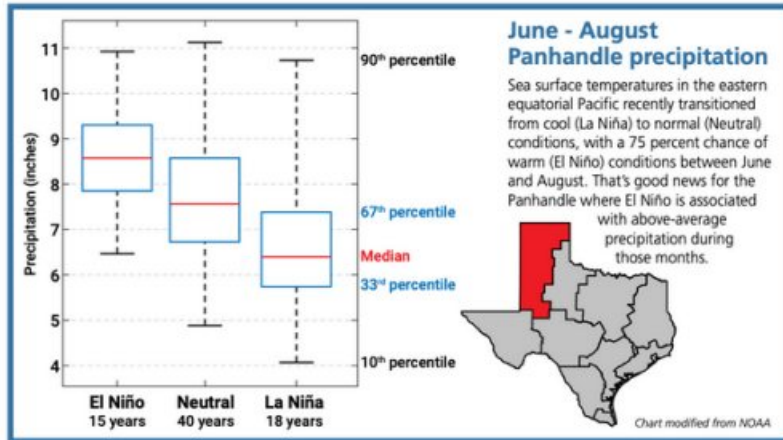 June - August
Panhandle precipitation
Sea surface temperatures in the eastern
equatorial Pacific recently transitioned
from cool (La Niña) to normal (Neutral)
conditions, with a 75 percent chance of
warm (El Niño) conditions between June
and August. That's good news for the
Panhandle where El Niño is associated
with above-average
precipitation during
those months.
Precipitation (inches)
11
10
9
8
7
6
5
4
90th percentile
67th percentile
Median
33rd percentile
10th percentile
El Niño
15 years
Neutral
40 years
La Niña
18 years
Chart modified from NOAA